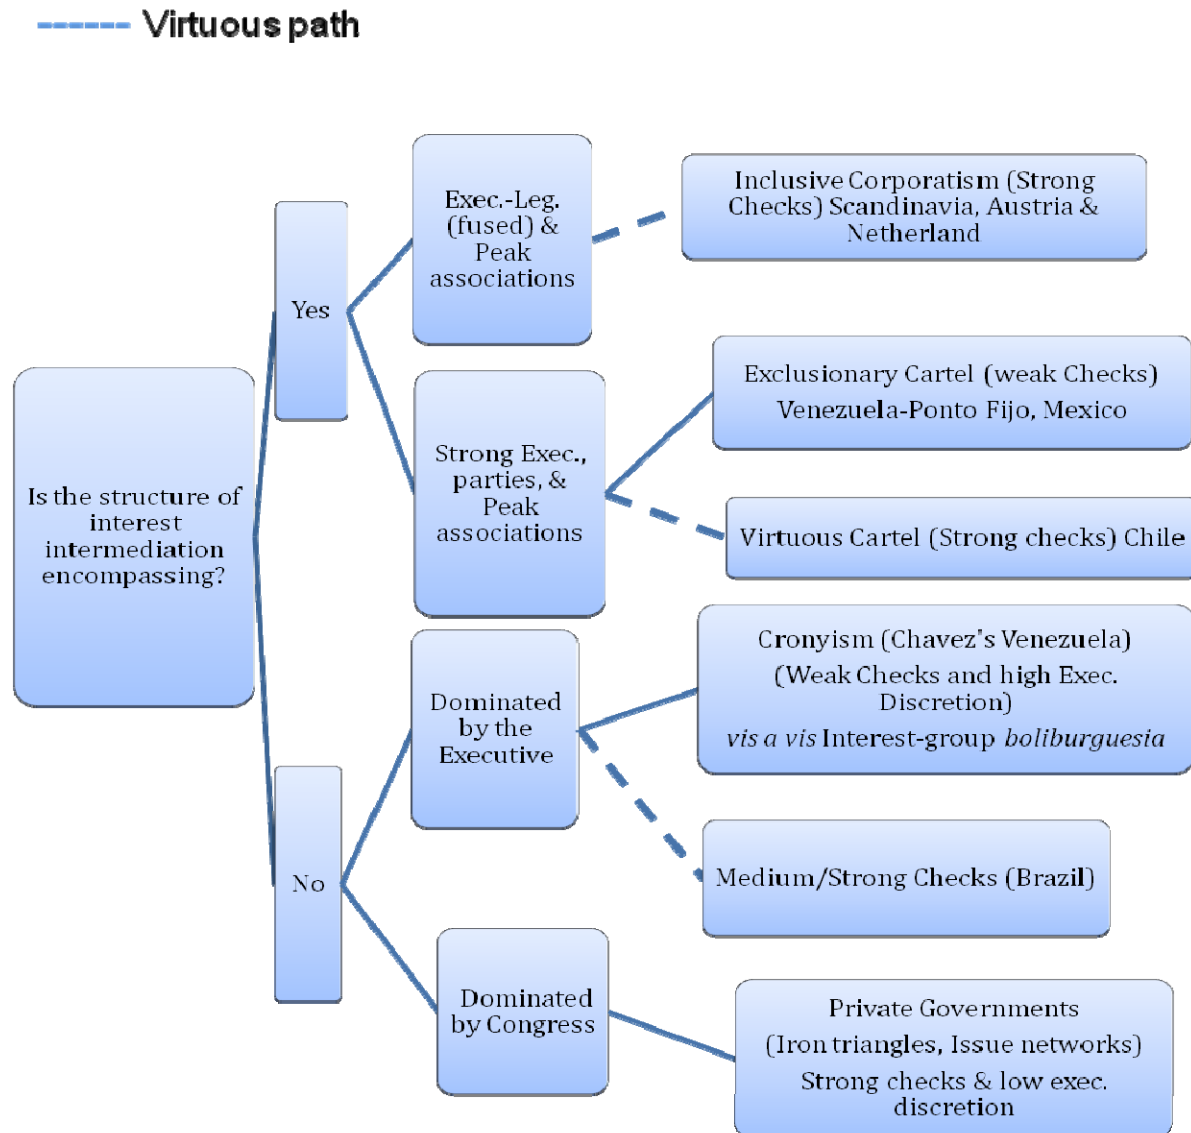 Virtuous path
Exec.-Leg.
(fused) &
Peak
associations
Inclusive Corporatism (Strong
Checks) Scandinavia, Austria &
Netherland
Yes
Strong Exec.,
parties, &
Peak
associations
Exclusionary Cartel (weak Checks)
Venezuela-Ponto Fijo, Mexico
Virtuous Cartel (Strong checks) Chile
Is the structure of
interest
intermediation
encompassing?
Dominated
by the
Executive
Cronyism (Chavez's Venezuela)
(Weak Checks and high Exec.
Discretion)
vis a vis Interest-group boliburguesia
Medium/Strong Checks (Brazil)
No
Dominated
by Congress
Private Governments
(Iron triangles, Issue networks)
Strong checks & low exec.
discretion